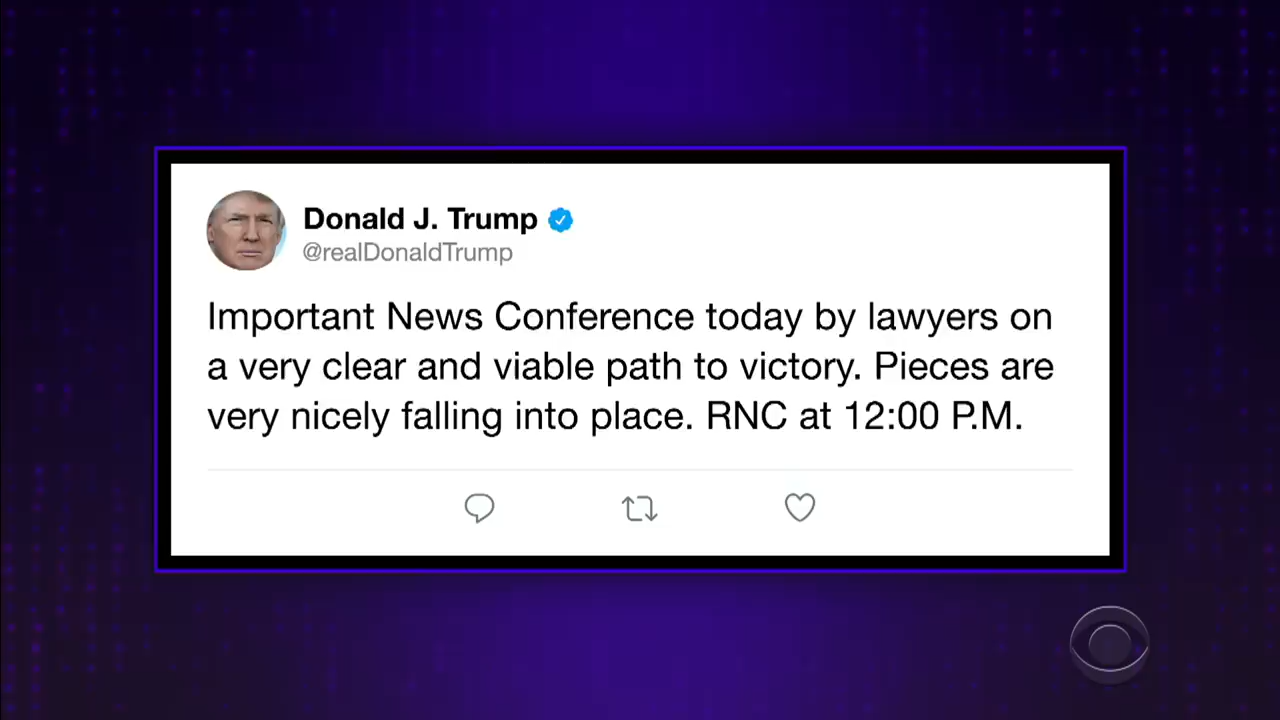 Donald J. Trump
@realDonaldTrump
Important News Conference today by lawyers on
a very clear and viable path to victory. Pieces are
very nicely falling into place. RNC at 12:00 P.M.